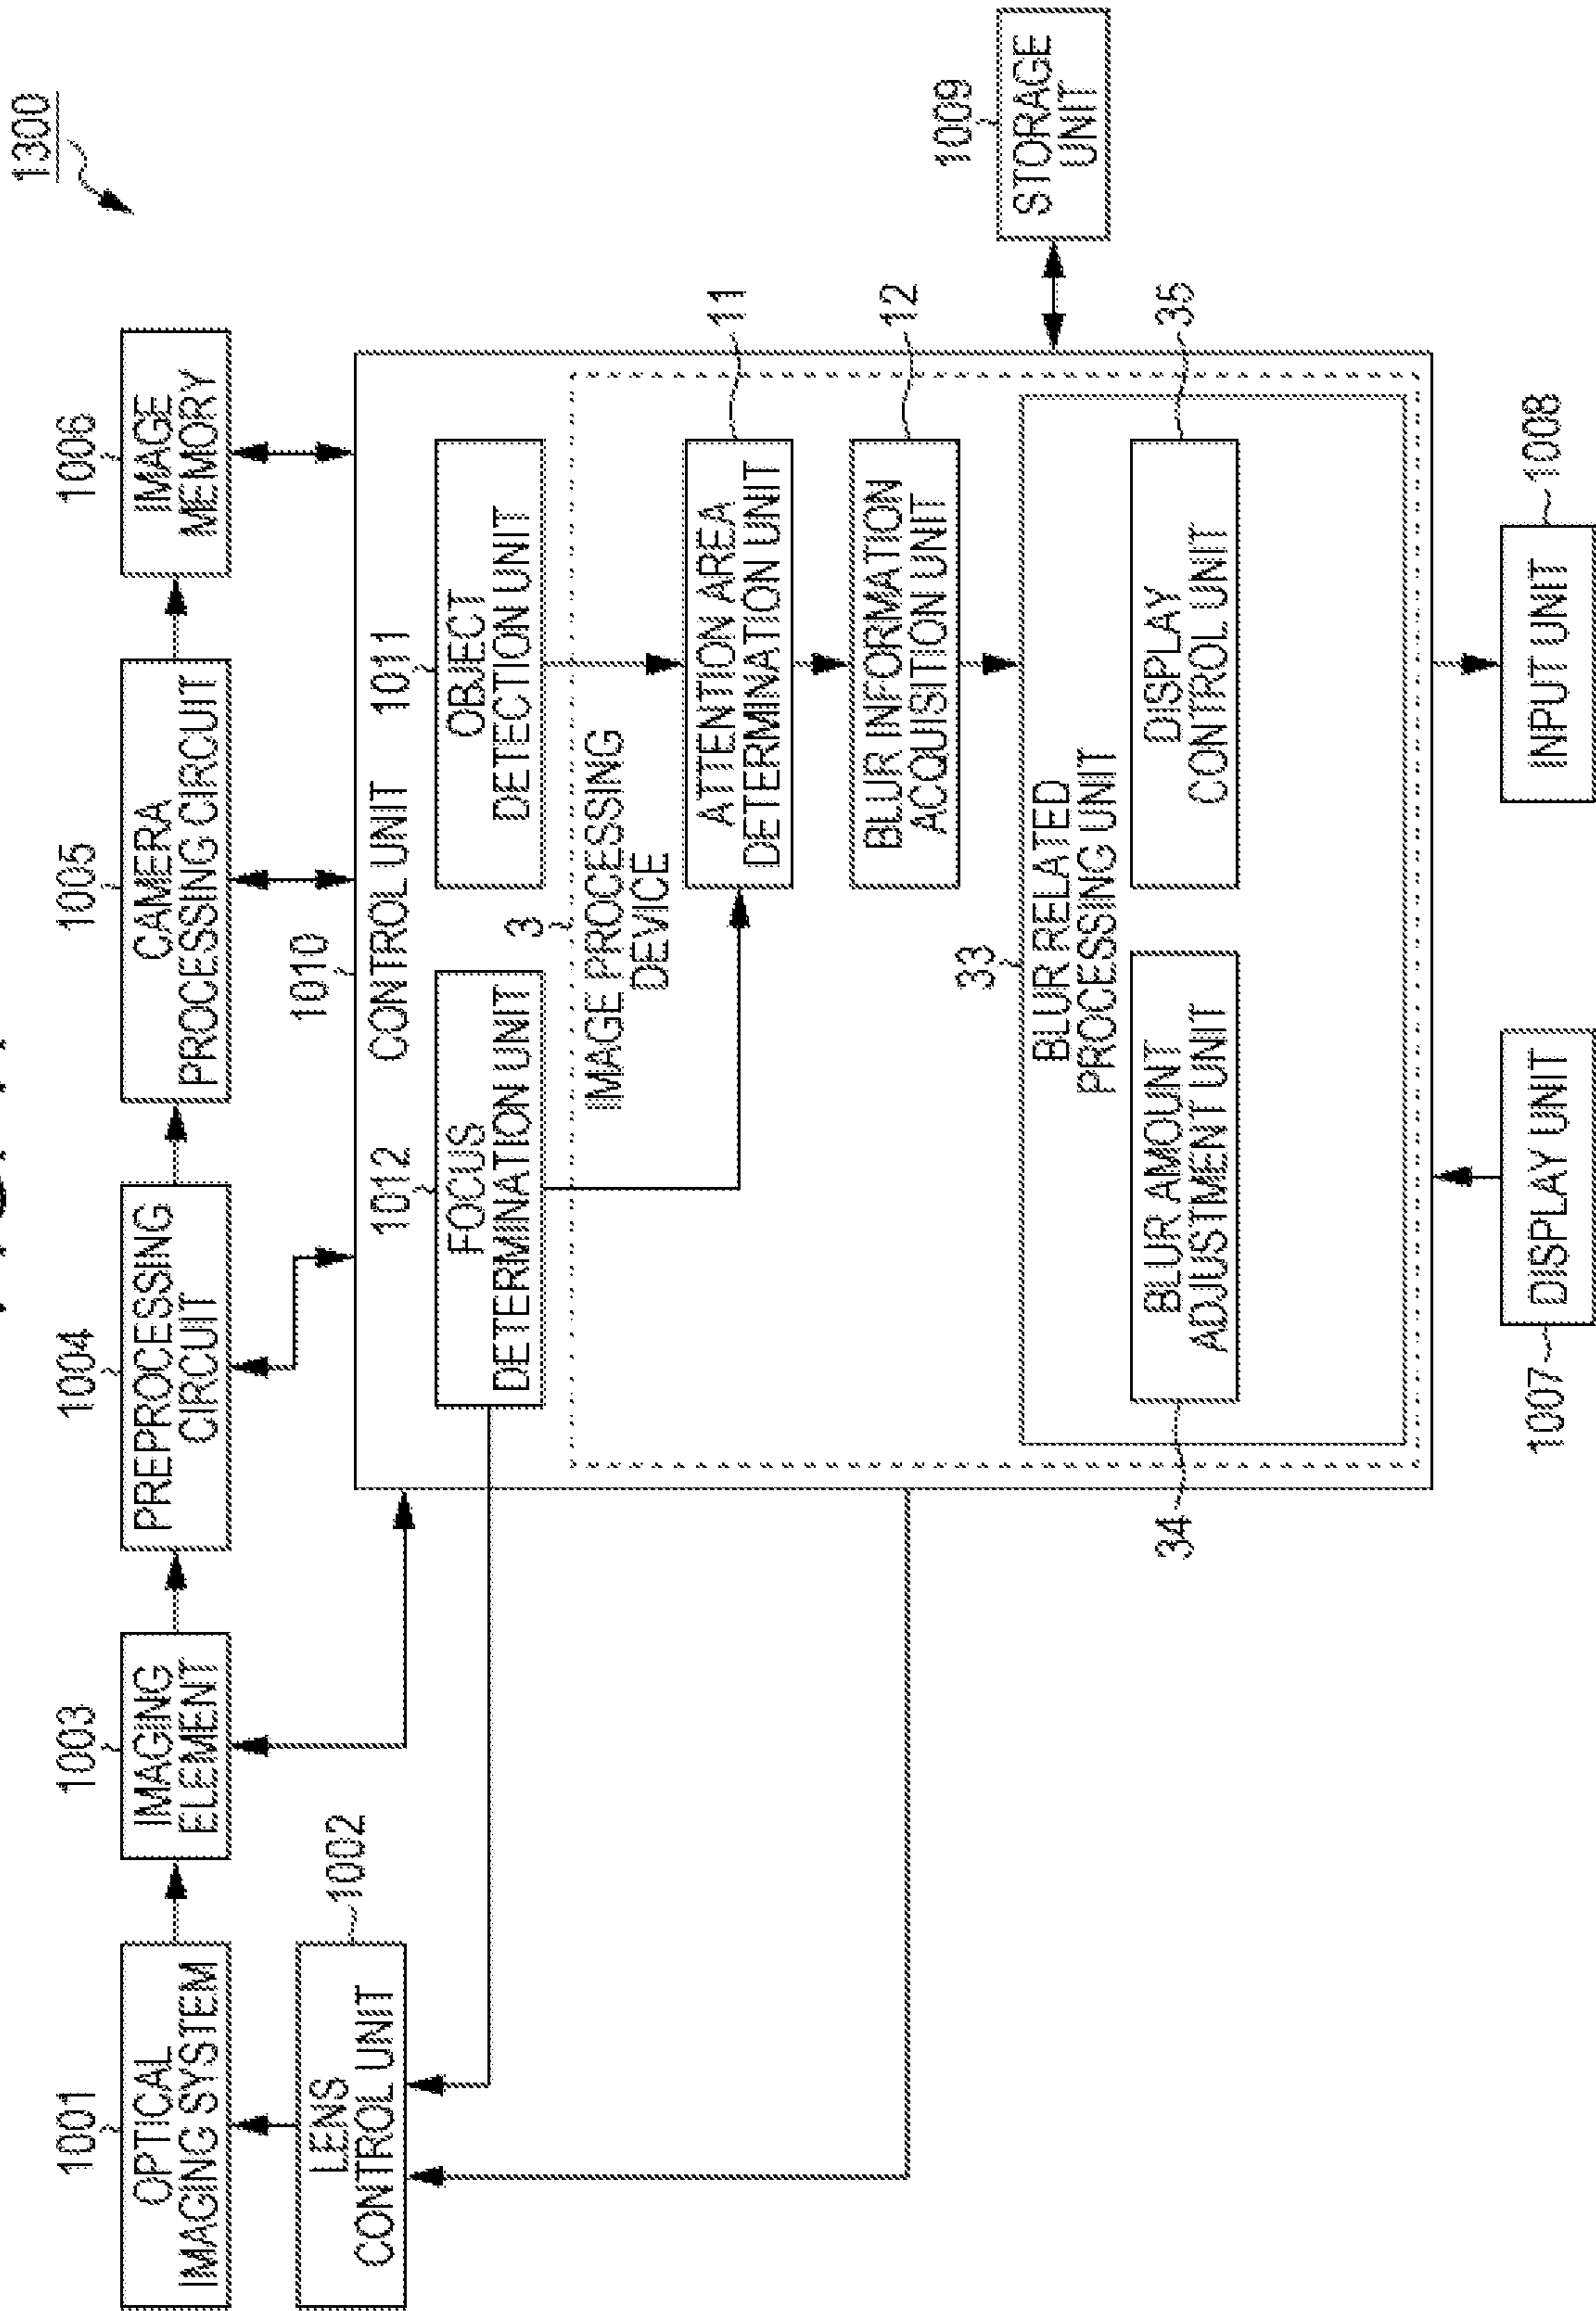 1300
1001
OPTICAL
IMAGING SYSTEM
1003
IMAGING
ELEMENT
1004
PREPROCESSING
CIRCUIT
1005
CAMERA
PROCESSING CIRCUIT
1006
IMAGE
MEMORY
LENS
CONTROL UNIT
1002
1010
CONTROL UNIT
1012
FOCUS
DETERMINATION UNIT
1011
OBJECT
DETECTION UNIT
3
IMAGE PROCESSING
DEVICE
ATTENTION AREA
DETERMINATION UNIT
11
BLUR INFORMATION
ACQUISITION UNIT
12
33
BLUR RELATED
PROCESSING UNIT
34
BLUR AMOUNT
ADJUSTMENT UNIT
DISPLAY
CONTROL UNIT
35
1009
STORAGE
UNIT
1007
DISPLAY UNIT
INPUT UNIT
1008